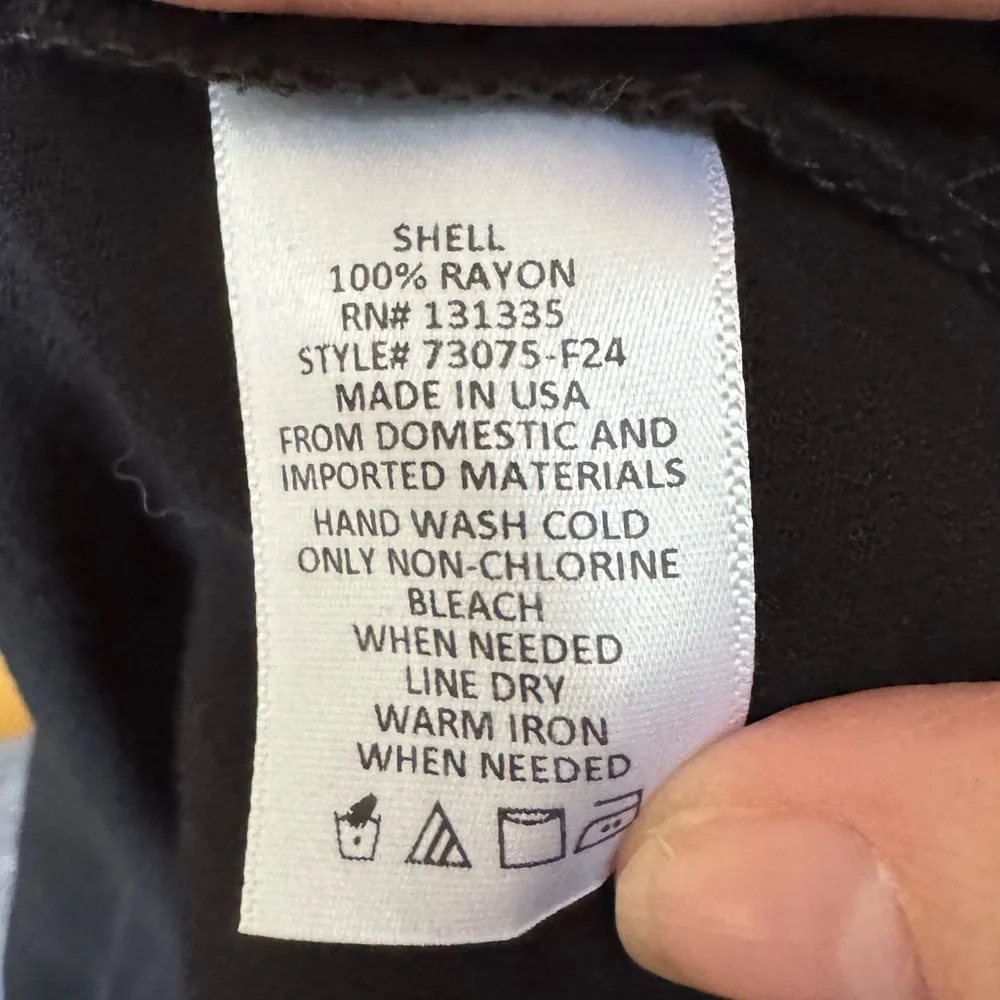 SHELL
100% RAYON
RN# 131335
STYLE# 73075-F24
MADE IN USA
FROM DOMESTIC AND
IMPORTED MATERIALS
HAND WASH COLD
ONLY NON-CHLORINE
BLEACH
WHEN NEEDED
LINE DRY
WARM IRON
WHEN NEEDED